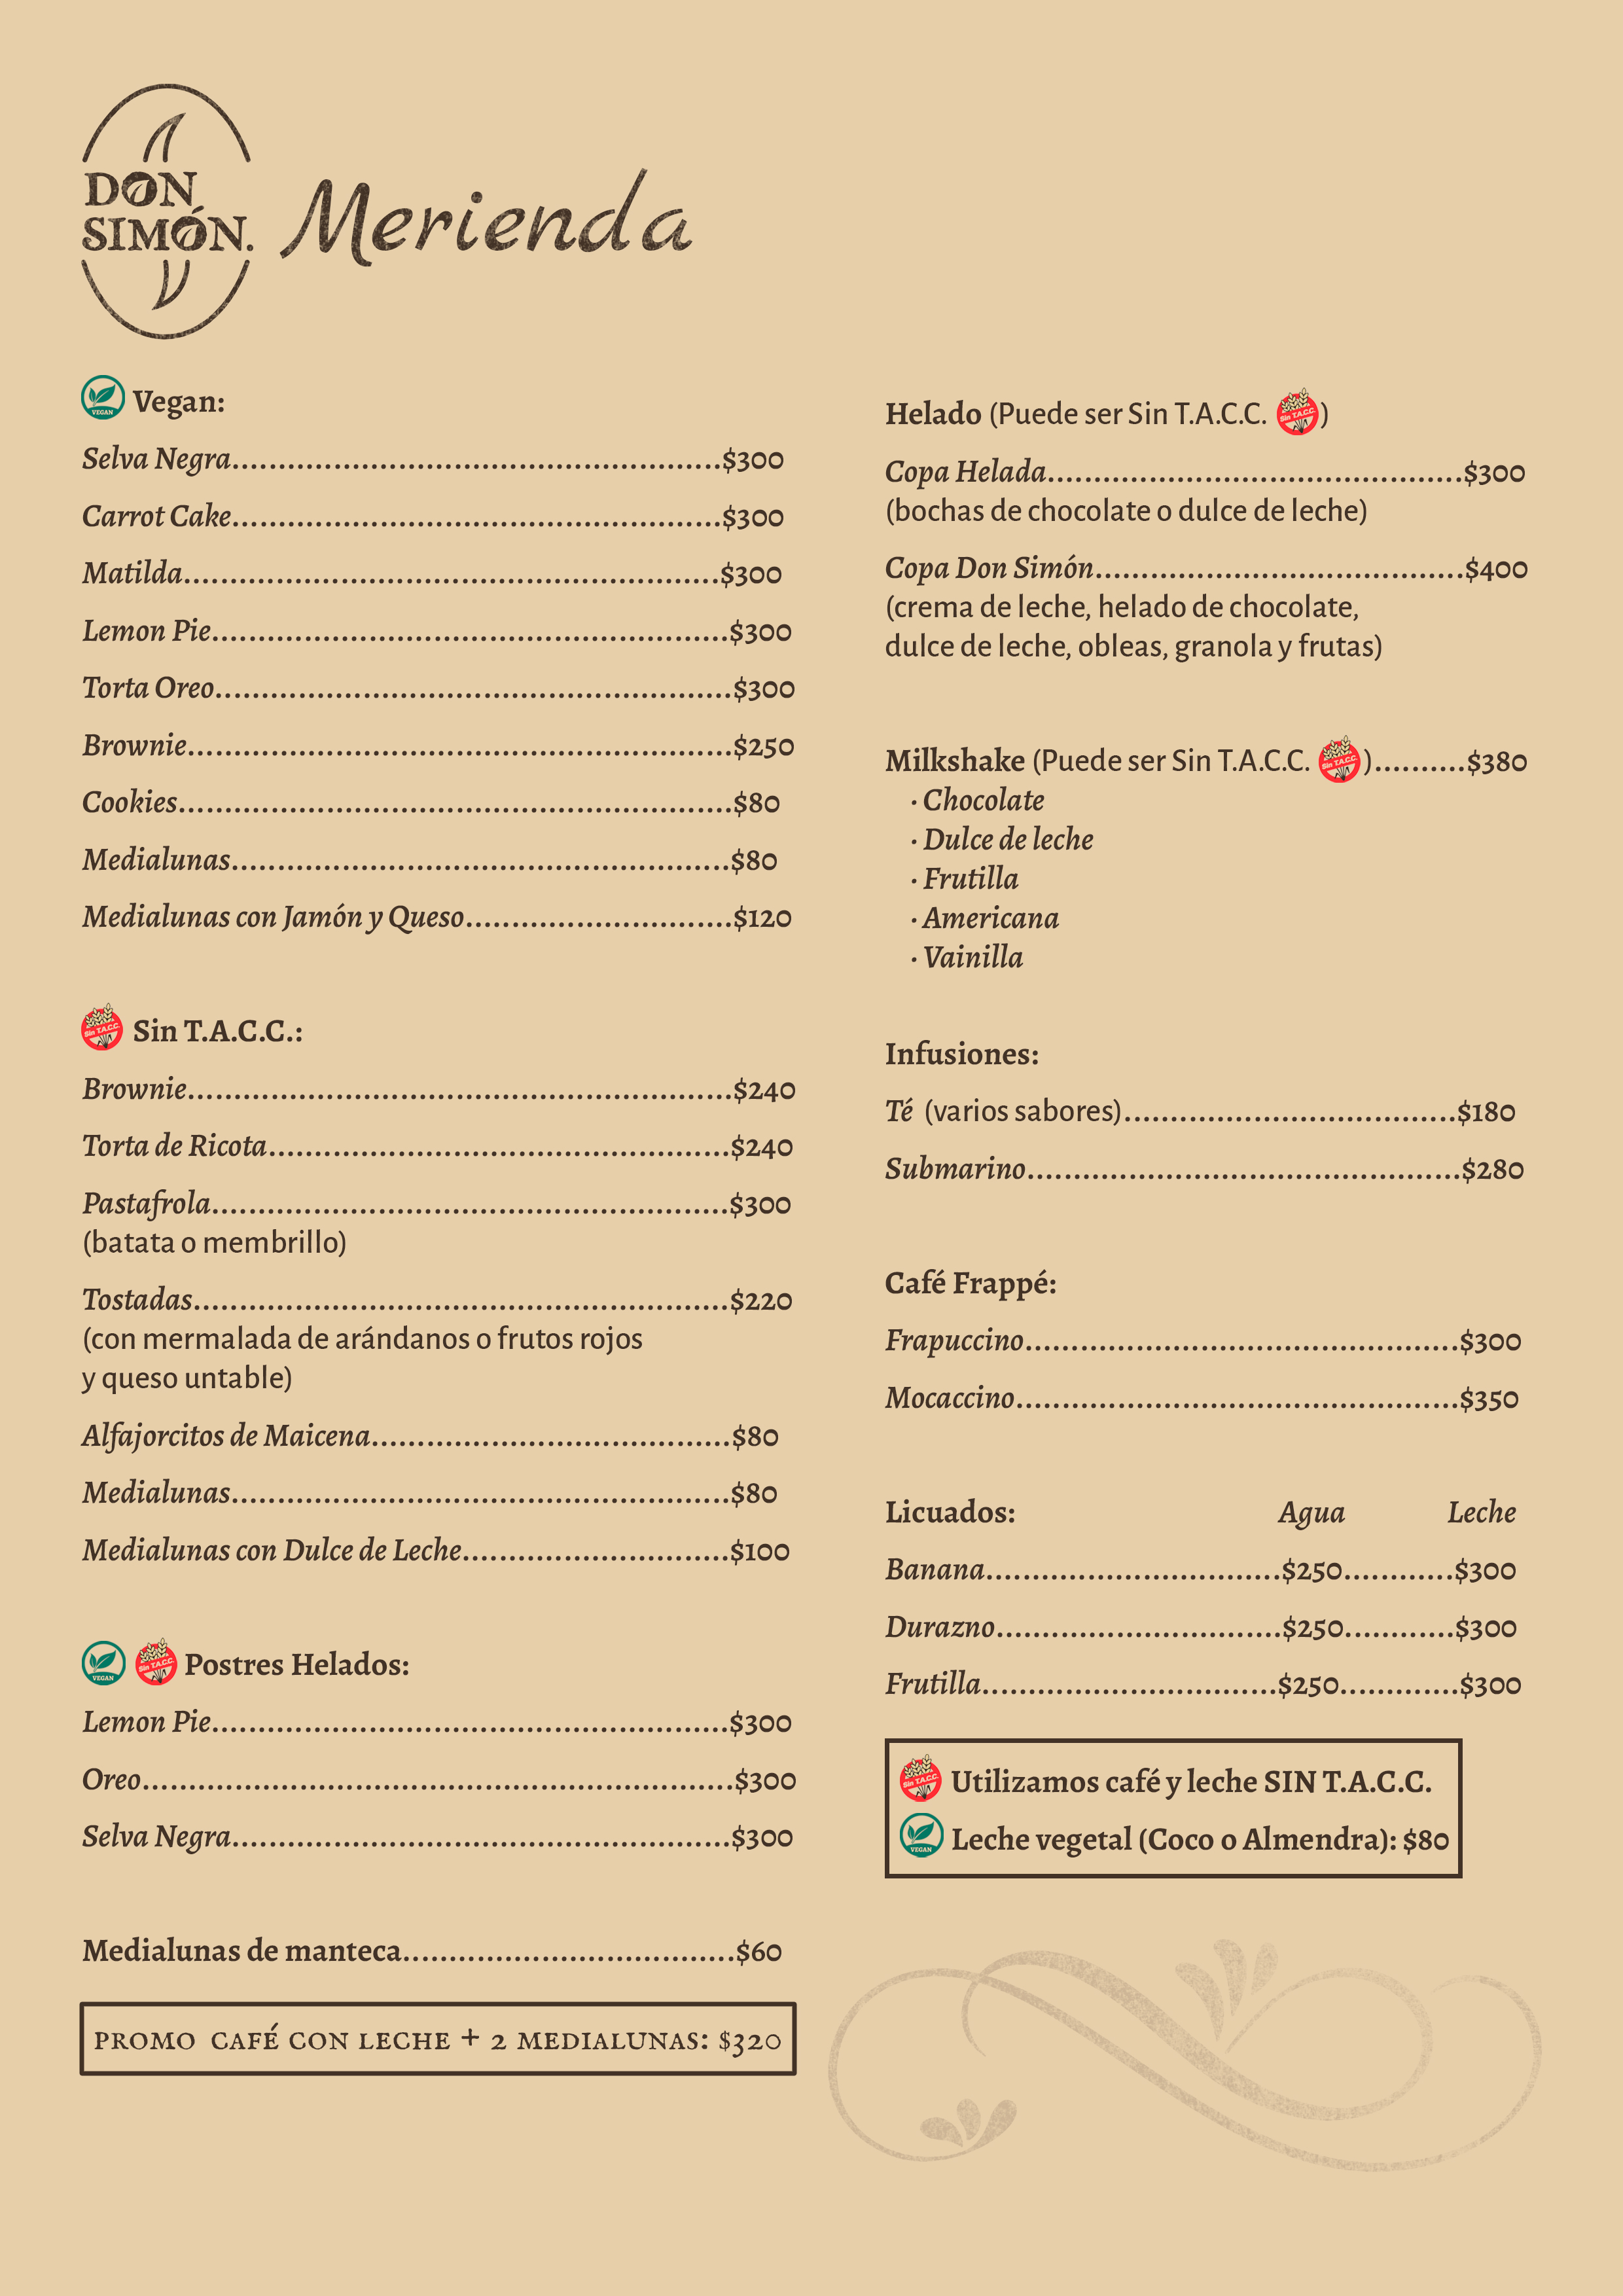 DON
SIMÓN.
Merienda
VEGAN Vegan:
Selva Negra.....................................................$300
Carrot Cake.....................................................$300
Matilda..........................................................$300
Lemon Pie........................................................$300
Torta Oreo........................................................$300
Brownie...........................................................$250
Cookies............................................................$80
Medialunas......................................................$80
Medialunas con Jamón y Queso.............................$120
Sin T.A.C.C. Sin T.A.C.C.:
Brownie...........................................................$240
Torta de Ricota..................................................$240
Pastafrola........................................................$300
(batata o membrillo)
Tostadas..........................................................$220
(con mermalada de arándanos o frutos rojos
y queso untable)
Alfajorcitos de Maicena.......................................$80
Medialunas......................................................$80
Medialunas con Dulce de Leche.............................$100
VEGAN Sin T.A.C.C. Postres Helados:
Lemon Pie........................................................$300
Oreo................................................................$300
Selva Negra......................................................$300
Medialunas de manteca....................................$60
PROMO CAFÉ CON LECHE + 2 MEDIALUNAS: $320
Helado (Puede ser Sin T.A.C.C. Sin T.A.C.C. )
Copa Helada.............................................$300
(bochas de chocolate o dulce de leche)
Copa Don Simón........................................$400
(crema de leche, helado de chocolate,
dulce de leche, obleas, granola y frutas)
Milkshake (Puede ser Sin T.A.C.C. Sin T.A.C.C. )..........$380
· Chocolate
· Dulce de leche
· Frutilla
· Americana
· Vainilla
Infusiones:
Té (varios sabores)....................................$180
Submarino...............................................$280
Café Frappé:
Frapuccino...............................................$300
Mocaccino................................................$350
Licuados: Agua Leche
Banana................................$250............$300
Durazno...............................$250............$300
Frutilla................................$250.............$300
Sin T.A.C.C. Utilizamos café y leche SIN T.A.C.C.
VEGAN Leche vegetal (Coco o Almendra): $80